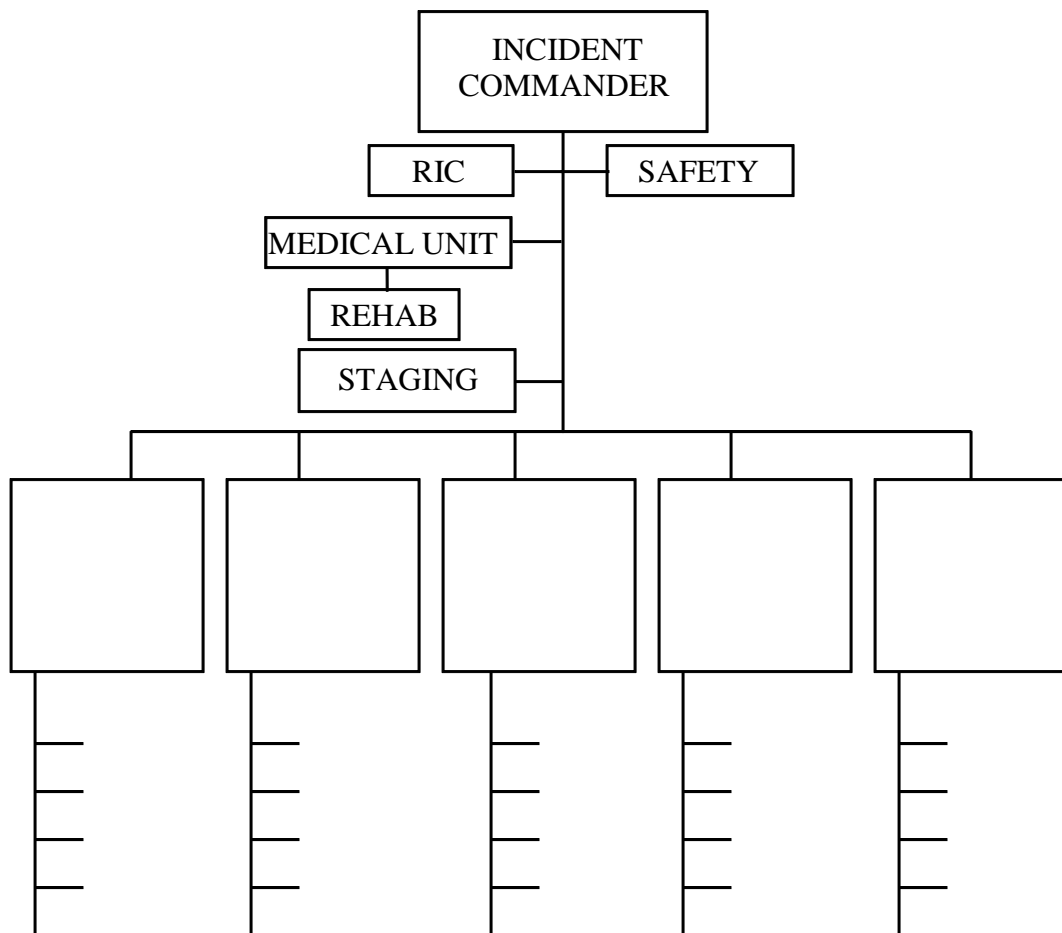 INCIDENT
COMMANDER
RIC
SAFETY
MEDICAL UNIT
REHAB
STAGING